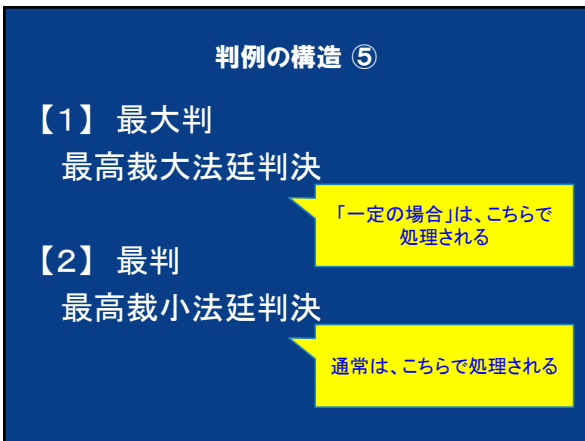 判例の構造 ⑤
【1】 最大判
最高裁大法廷判決
「一定の場合」は、こちらで
処理される
【2】 最判
最高裁小法廷判決
通常は、こちらで処理される